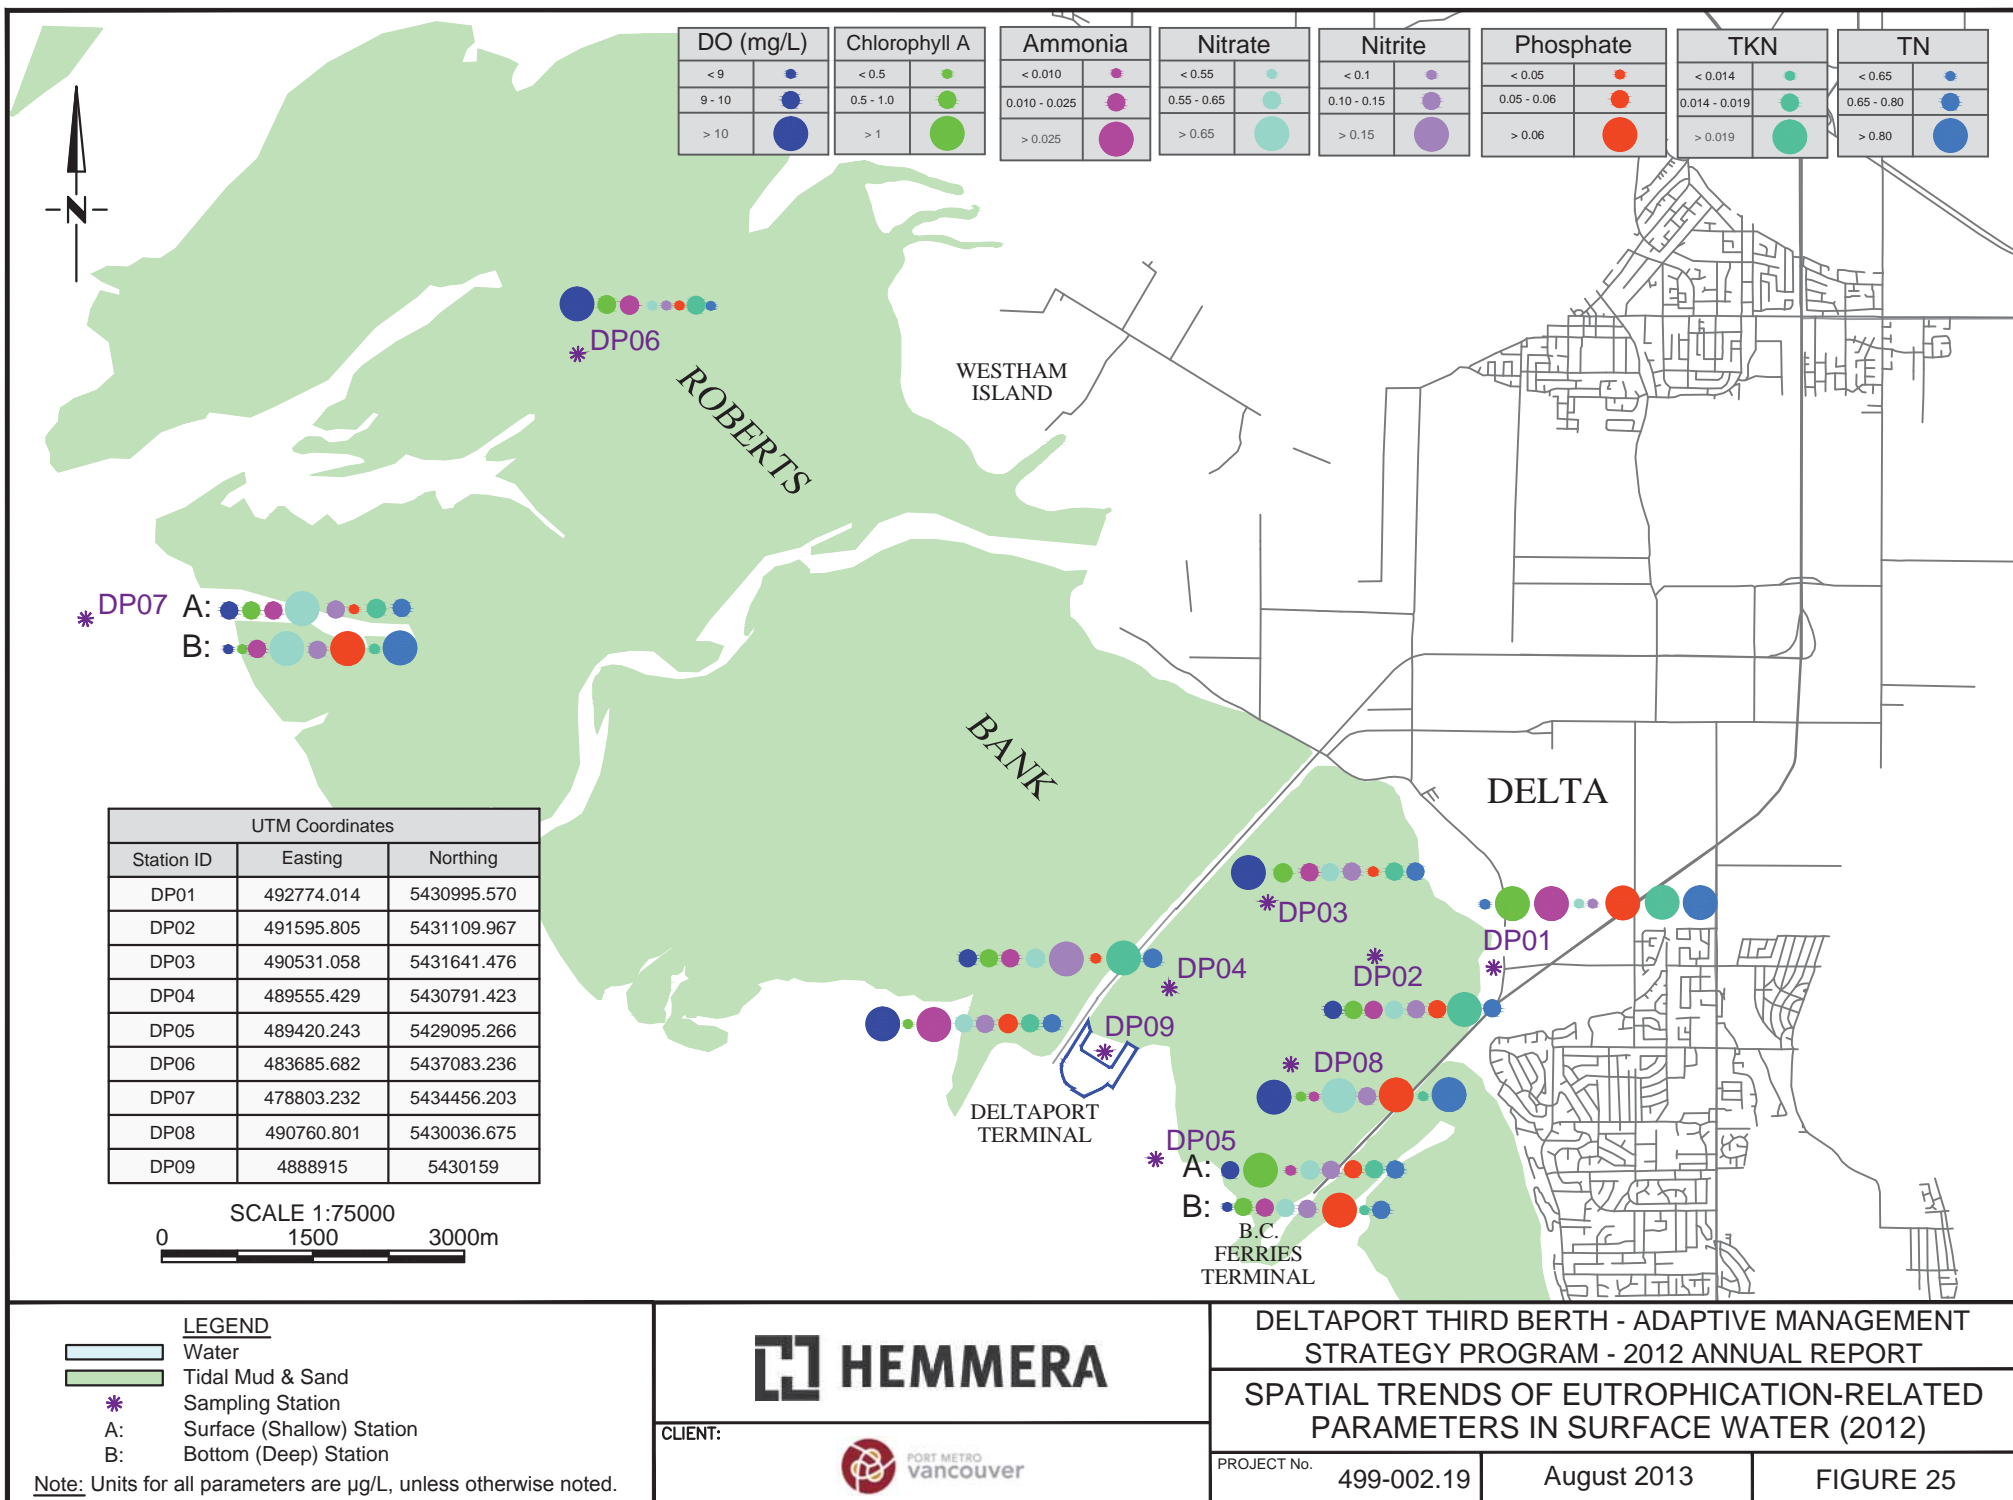 DO (mg/L)
< 9
9 - 10
> 10
Chlorophyll A
< 0.5
0.5 - 1.0
> 1
Ammonia
< 0.010
0.010 - 0.025
> 0.025
Nitrate
< 0.55
0.55 - 0.65
> 0.65
Nitrite
< 0.1
0.10 - 0.15
> 0.15
Phosphate
< 0.05
0.05 - 0.06
> 0.06
TKN
< 0.014
0.014 - 0.019
> 0.019
TN
< 0.65
0.65 - 0.80
> 0.80
N
DP06
ROBERTS
WESTHAM
ISLAND
DP07
A:
B:
BANK
DELTA
DP03
DP01
DP02
DP04
DP09
DP08
DELTAPORT
TERMINAL
DP05
A:
B:
B.C.
FERRIES
TERMINAL
UTM Coordinates
Station ID Easting Northing
DP01 492774.014 5430995.570
DP02 491595.805 5431109.967
DP03 490531.058 5431641.476
DP04 489555.429 5430791.423
DP05 489420.243 5429095.266
DP06 483685.682 5437083.236
DP07 478803.232 5434456.203
DP08 490760.801 5430036.675
DP09 4888915 5430159
SCALE 1:75000
0 1500 3000m
LEGEND
Water
Tidal Mud & Sand
Sampling Station
A: Surface (Shallow) Station
B: Bottom (Deep) Station
Note: Units for all parameters are µg/L, unless otherwise noted.
HEMMERA
CLIENT:
PORT METRO
vancouver
DELTAPORT THIRD BERTH - ADAPTIVE MANAGEMENT
STRATEGY PROGRAM - 2012 ANNUAL REPORT
SPATIAL TRENDS OF EUTROPHICATION-RELATED
PARAMETERS IN SURFACE WATER (2012)
PROJECT No. 499-002.19
August 2013
FIGURE 25